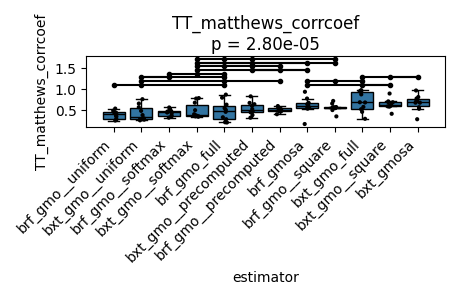 TT_matthews_corrcoef
p = 2.80e-05
TT_matthews_corrcoef
1.5
1.0
0.5
brf_gmo__uniform
bxt_gmo__uniform
brf_gmo__softmax
bxt_gmo__softmax
brf_gmo_full
bxt_gmo__precomputed
brf_gmo__precomputed
brf_gmosa
brf_gmo__square
bxt_gmo_full
bxt_gmo__square
bxt_gmosa
estimator